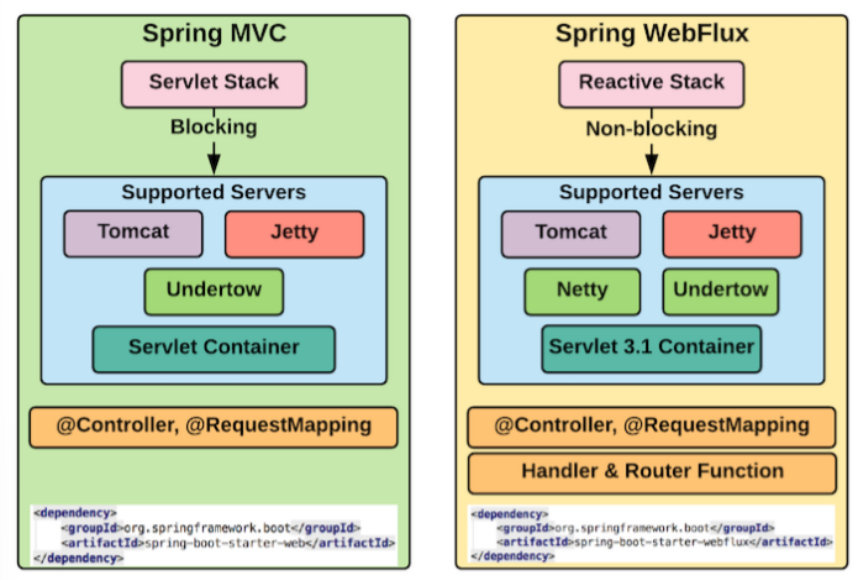 Spring MVC
Servlet Stack
Blocking
Supported Servers
Tomcat
Jetty
Undertow
Servlet Container
@Controller, @RequestMapping
<dependency>
<groupId>org.springframework.boot</groupId>
<artifactId>spring-boot-starter-web</artifactId>
</dependency>
Spring WebFlux
Reactive Stack
Non-blocking
Supported Servers
Tomcat
Jetty
Netty
Undertow
Servlet 3.1 Container
@Controller, @RequestMapping
Handler & Router Function
<dependency>
<groupId>org.springframework.boot</groupId>
<artifactId>spring-boot-starter-webflux</artifactId>
</dependency>